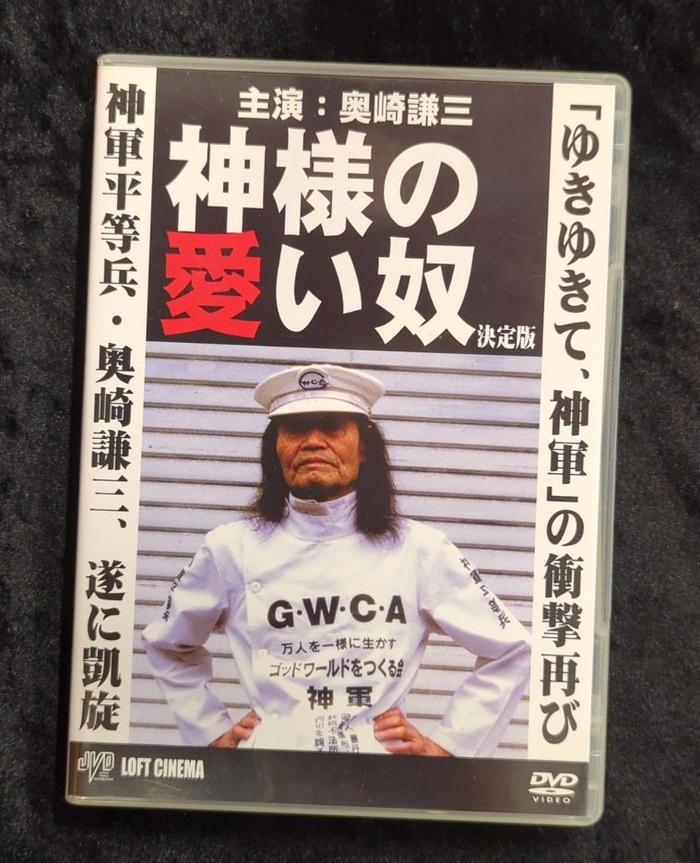 主演：奥崎謙三
神様の
愛い奴
決定版
「ゆきゆきて、神軍」の衝撃再び
神軍平等兵・奥崎謙三、遂に凱旋
G・W・C・A
万人を一様に生かす
ゴッドワールドをつくる会
神軍
JVD
LOFT CINEMA
DVD
VIDEO